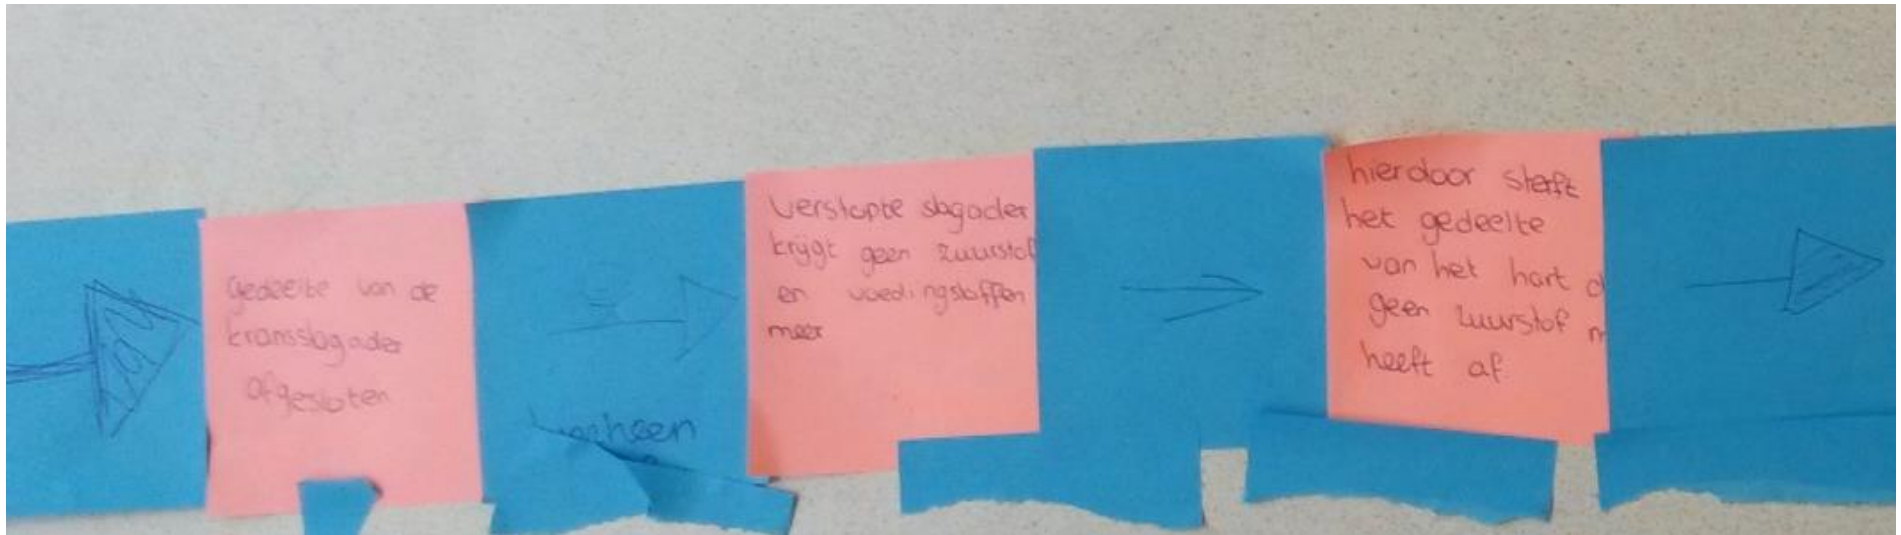 gedeelte van de
kransslagader
afgesloten
verstopte slagader
krijgt geen zuurstof
en voedingstoffen
meer
hierdoor sterft
het gedeelte
van het hart d
geen zuurstof m
heeft af